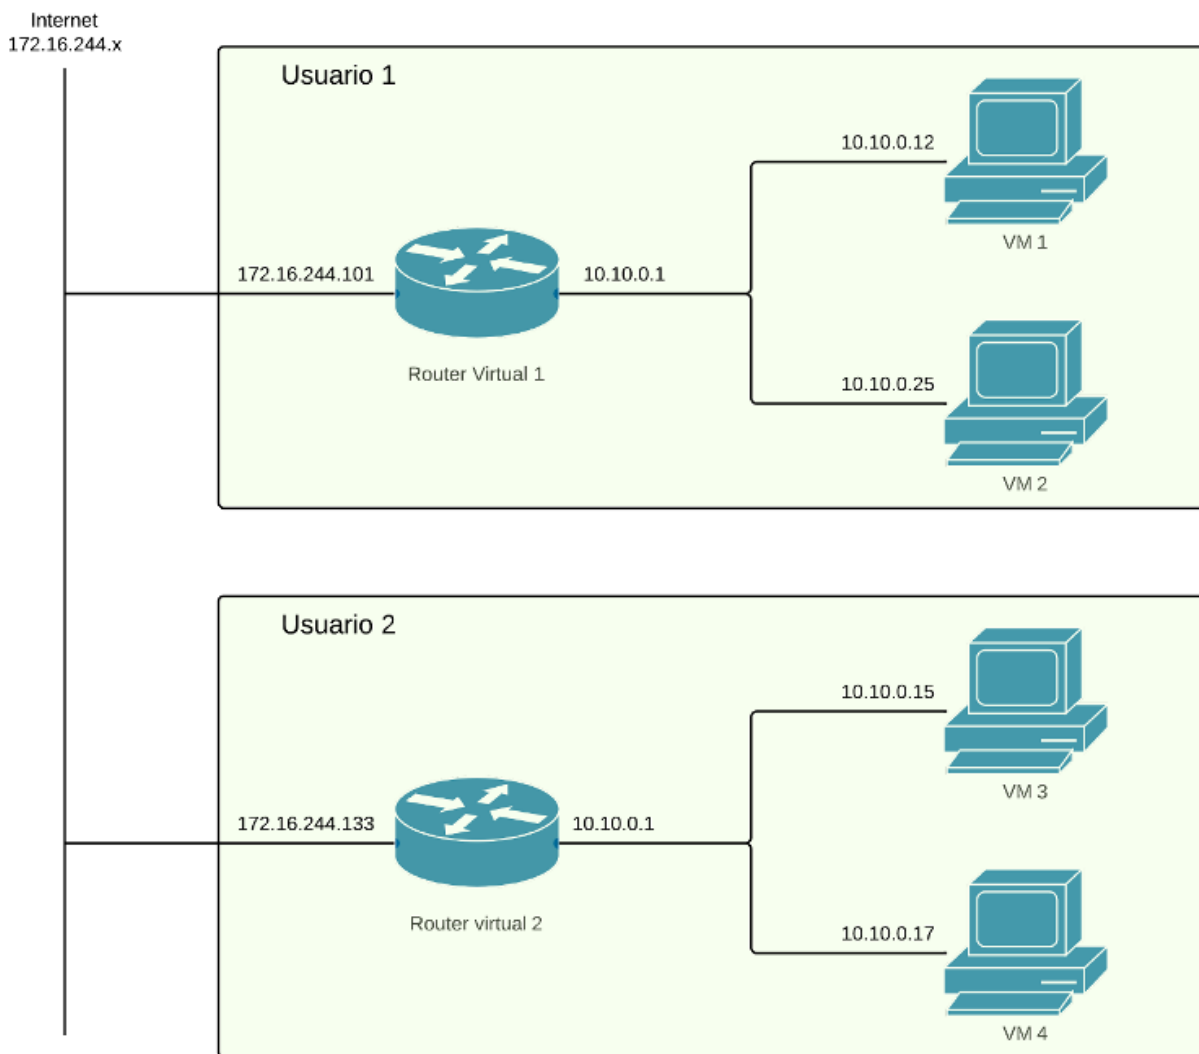 Internet
172.16.244.x
Usuario 1
10.10.0.12
VM 1
172.16.244.101
10.10.0.1
Router Virtual 1
10.10.0.25
VM 2
Usuario 2
10.10.0.15
VM 3
172.16.244.133
10.10.0.1
Router virtual 2
10.10.0.17
VM 4